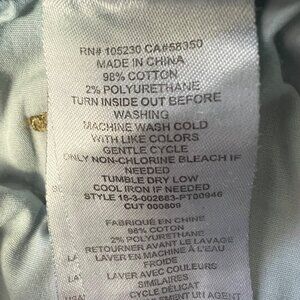 RN# 105230 CA#58350
MADE IN CHINA
98% COTTON
2% POLYURETHANE
TURN INSIDE OUT BEFORE
WASHING
MACHINE WASH COLD
WITH LIKE COLORS
GENTLE CYCLE
ONLY NON-CHLORINE BLEACH IF
NEEDED
TUMBLE DRY LOW
COOL IRON IF NEEDED
STYLE 18-3-002683-PT00946
CUT 000809
FABRIQUÉ EN CHINE
98% COTON
2% POLYURETHANE
RETOURNER AVANT LE LAVAGE
LAVER EN MACHINE À L'EAU
FROIDE
LAVER AVEC COULEURS
SIMILAIRES
CYCLE DÉLICAT